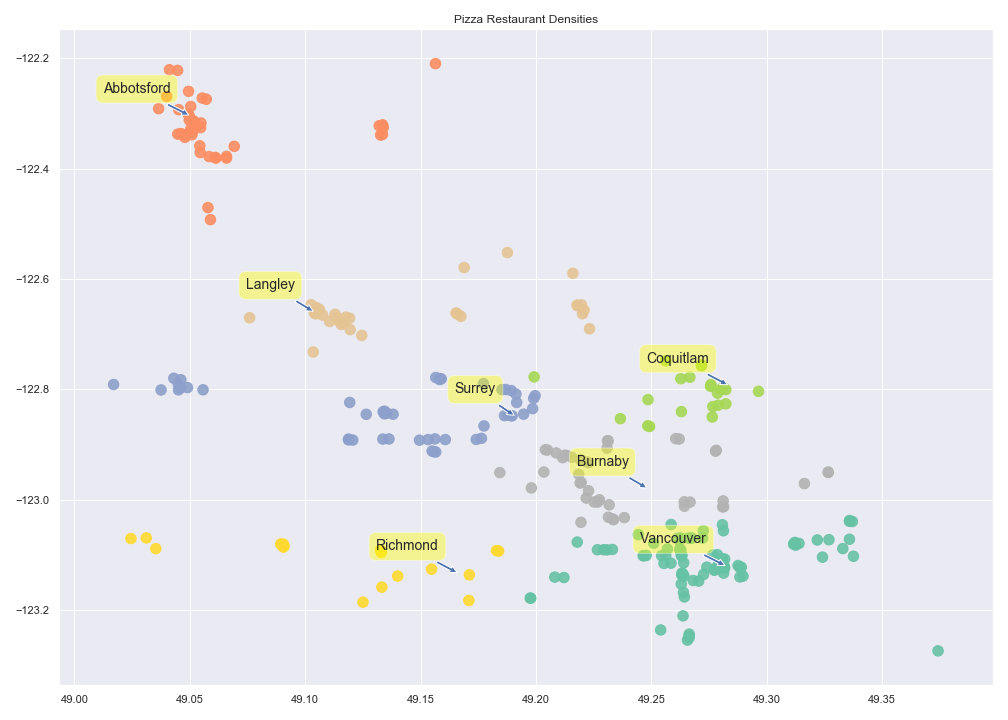 Pizza Restaurant Densities
−122.2
Abbotsford
−122.4
−122.6
Langley
Coquitlam
−122.8
Surrey
Burnaby
−123.0
Vancouver
Richmond
−123.2
49.00 49.05 49.10 49.15 49.20 49.25 49.30 49.35